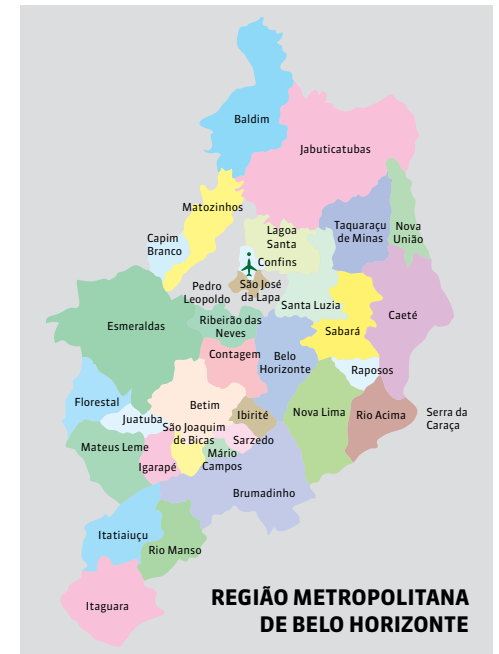 Baldim
Jabuticatubas
Matozinhos
Lagoa
Santa
Taquaraçu
de Minas
Nova
União
Capim
Branco
Confins
Pedro
Leopoldo
São José
da Lapa
Santa Luzia
Caeté
Esmeraldas
Ribeirão das
Neves
Sabará
Contagem
Belo
Horizonte
Raposos
Florestal
Juatuba
Betim
Ibirité
Nova Lima
Rio Acima
Serra da
Caraça
São Joaquim
de Bicas
Sarzedo
Mateus Leme
Mário
Campos
Igarapé
Brumadinho
Itatiaiuçu
Rio Manso
Itaguara
REGIÃO METROPOLITANA
DE BELO HORIZONTE